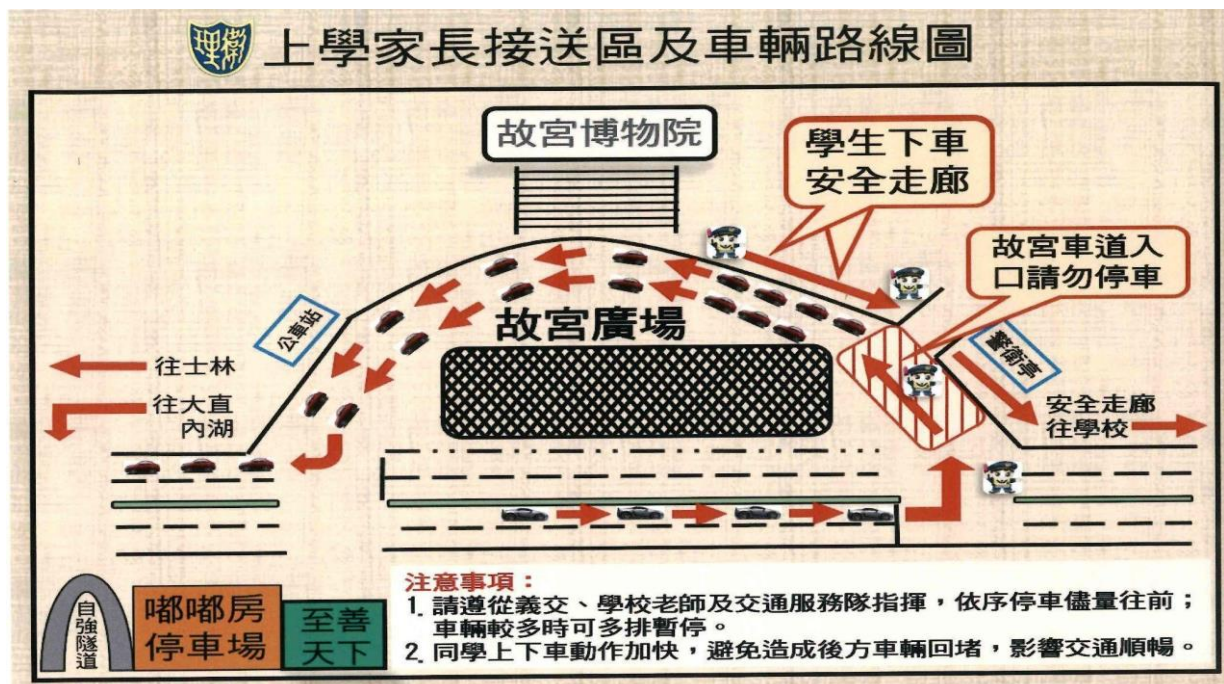 衛理
上學家長接送區及車輛路線圖
故宮博物院
學生下車
安全走廊
故宮車道入
口請勿停車
公車站
故宮廣場
警衛亭
往士林
往大直
內湖
安全走廊
往學校
自強隧道
嘟嘟房
停車場
至善
天下
注意事項：
1. 請遵從義交、學校老師及交通服務隊指揮，依序停車儘量往前；
車輛較多時可多排暫停。
2. 同學上下車動作加快，避免造成後方車輛回堵，影響交通順暢。